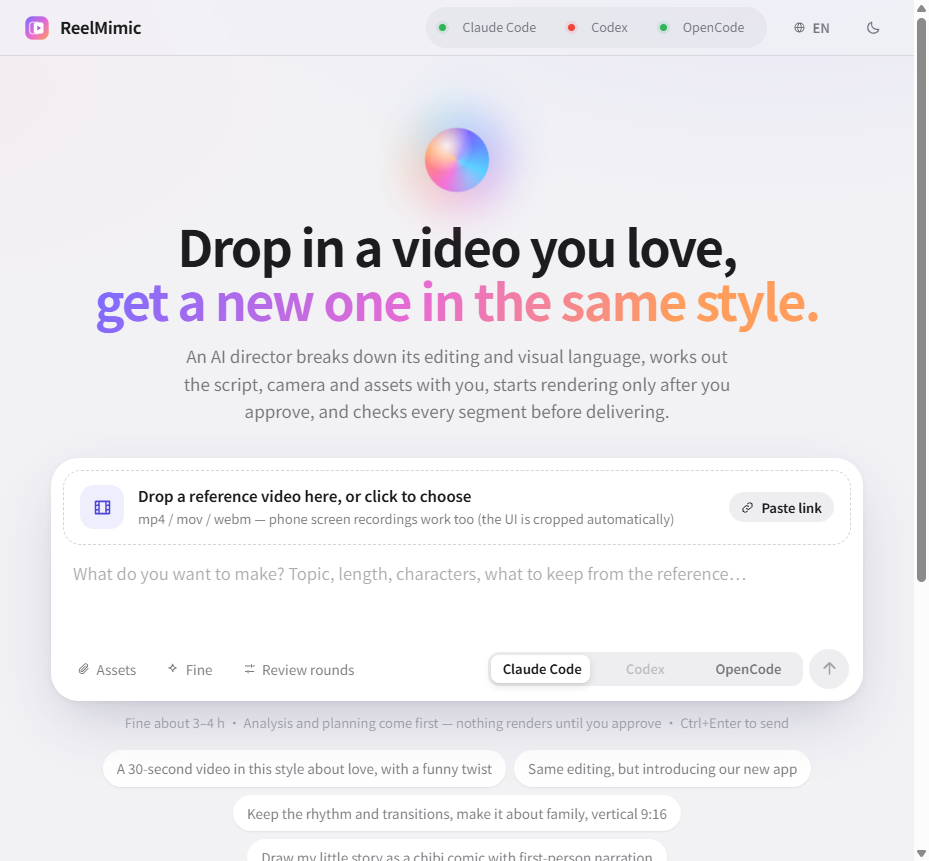 ReelMimic
Claude Code
Codex
OpenCode
EN
Drop in a video you love,
get a new one in the same style.
An AI director breaks down its editing and visual language, works out
the script, camera and assets with you, starts rendering only after you
approve, and checks every segment before delivering.
Drop a reference video here, or click to choose
mp4 / mov / webm — phone screen recordings work too (the UI is cropped automatically)
Paste link
What do you want to make? Topic, length, characters, what to keep from the reference…
Assets
Fine
Review rounds
Claude Code
Codex
OpenCode
Fine about 3–4 h • Analysis and planning come first — nothing renders until you approve • Ctrl+Enter to send
A 30-second video in this style about love, with a funny twist
Same editing, but introducing our new app
Keep the rhythm and transitions, make it about family, vertical 9:16
Draw my little story as a chibi comic with first-person narration